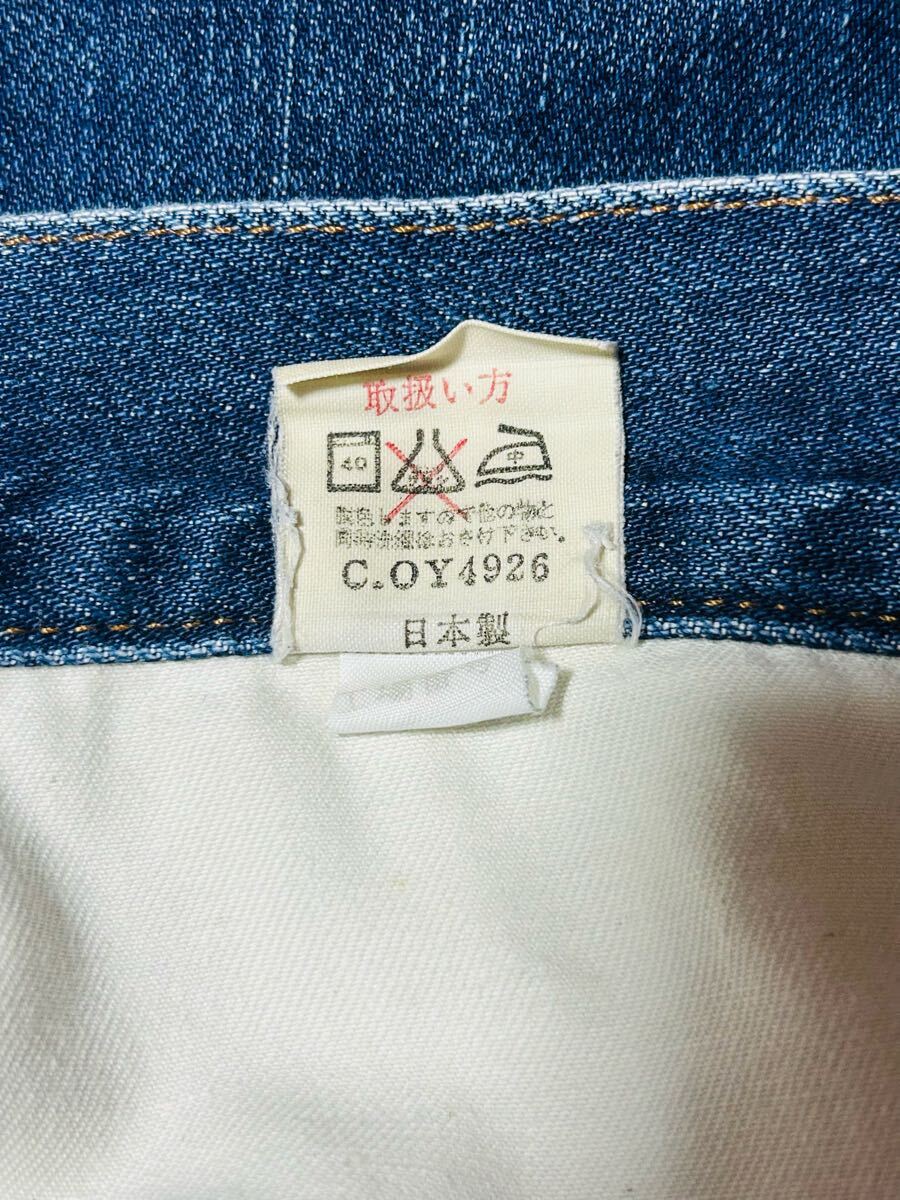 取扱い方
40 中
脱色しますので他の物と
同時洗濯はおさけ下さい。
C.OY4926
日本製